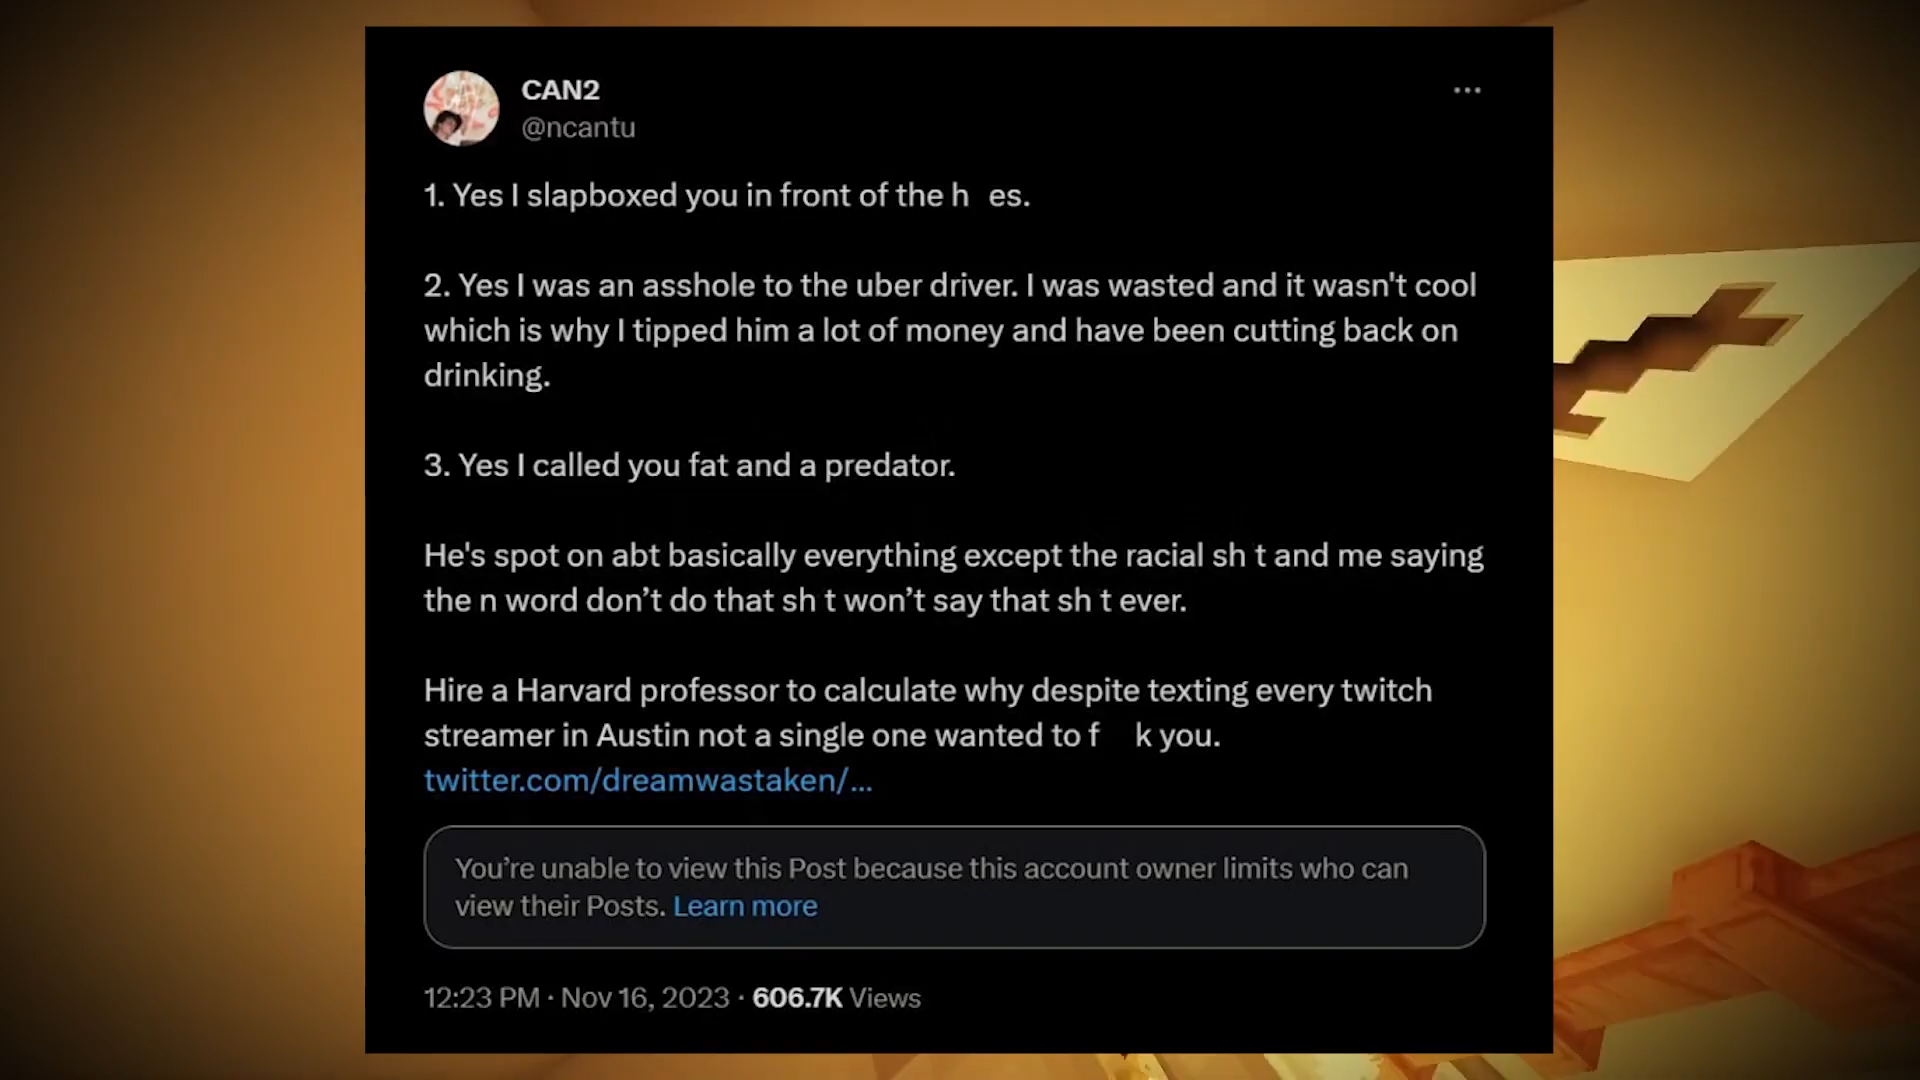 CAN2
@ncantu
1. Yes I slapboxed you in front of the h es.
2. Yes I was an asshole to the uber driver. I was wasted and it wasn't cool
which is why I tipped him a lot of money and have been cutting back on
drinking.
3. Yes I called you fat and a predator.
He's spot on abt basically everything except the racial sh t and me saying
the n word don’t do that sh t won’t say that sh t ever.
Hire a Harvard professor to calculate why despite texting every twitch
streamer in Austin not a single one wanted to f k you.
twitter.com/dreamwastaken/…
You’re unable to view this Post because this account owner limits who can
view their Posts. Learn more
12:23 PM · Nov 16, 2023 · 606.7K Views